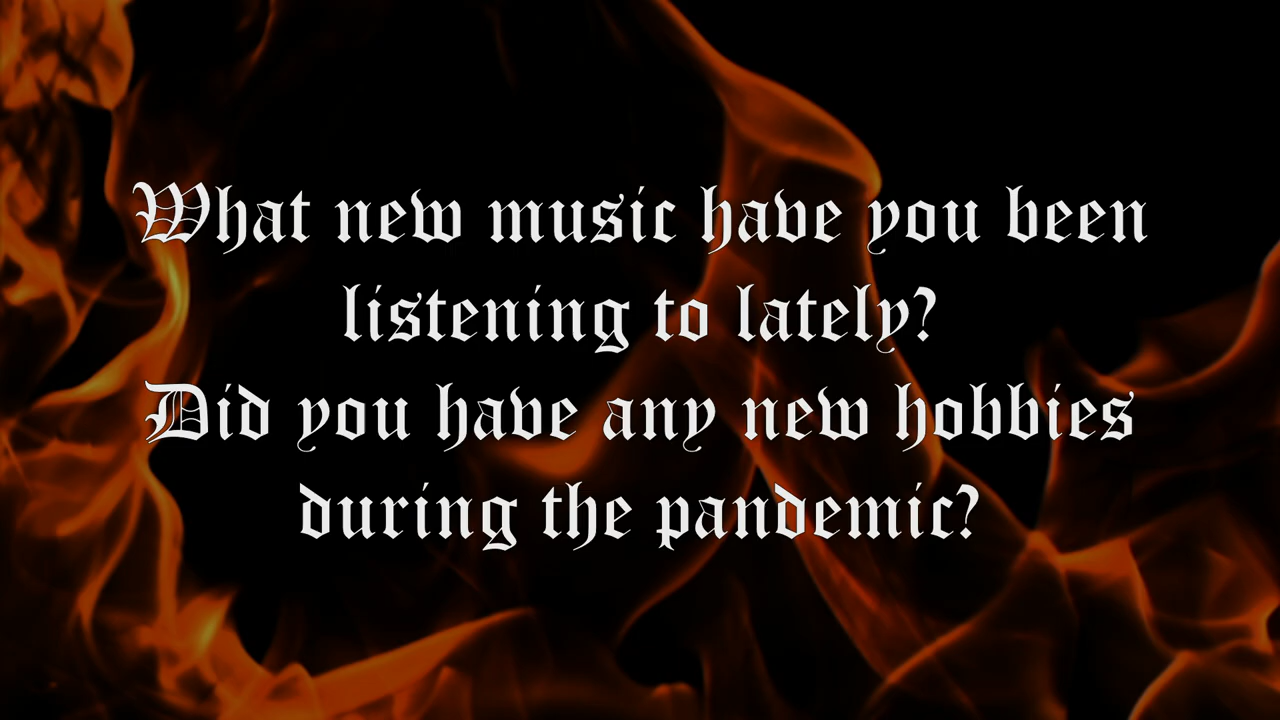 What new music have you been
listening to lately?
Did you have any new hobbies
during the pandemic?